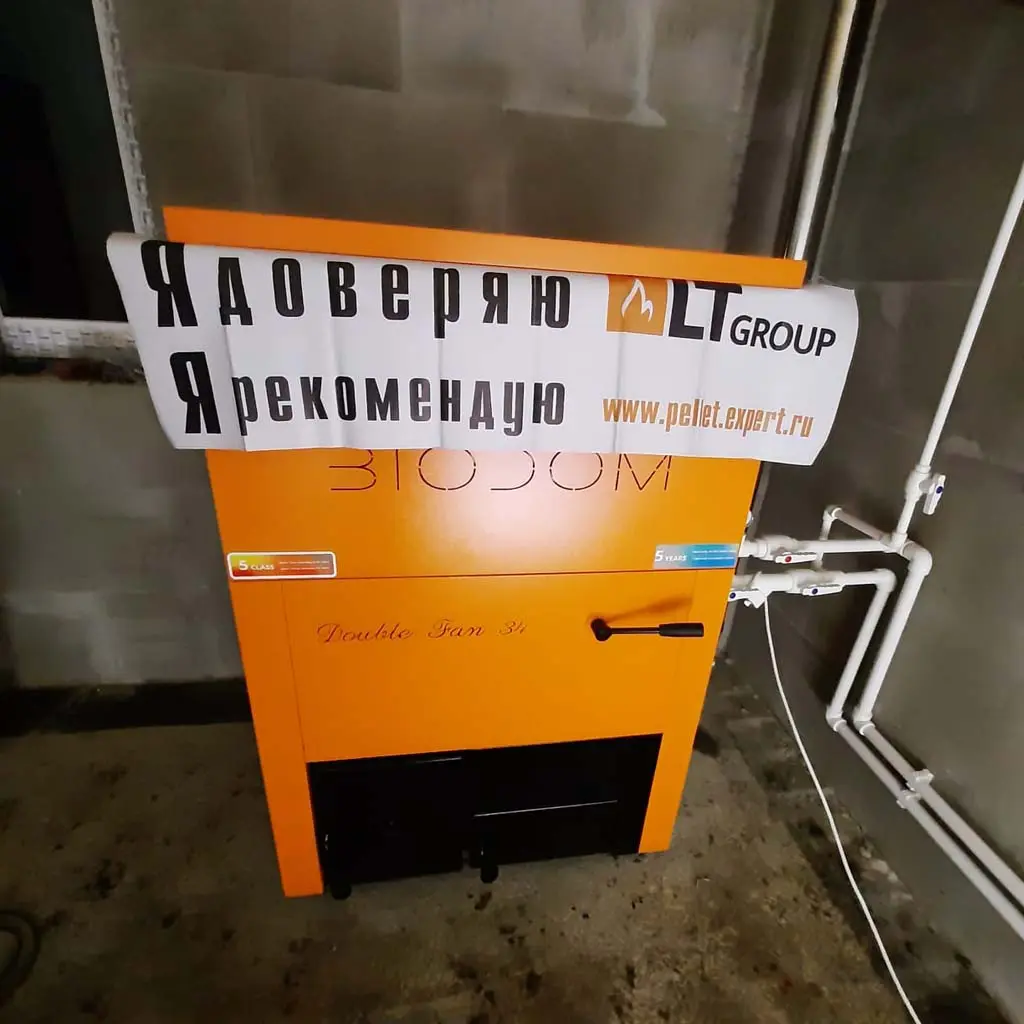 Я доверяю
LT GROUP
Я рекомендую
www.pellet.expert.ru
BIODOM
5 CLASS
5 YEARS
Double Fan 34